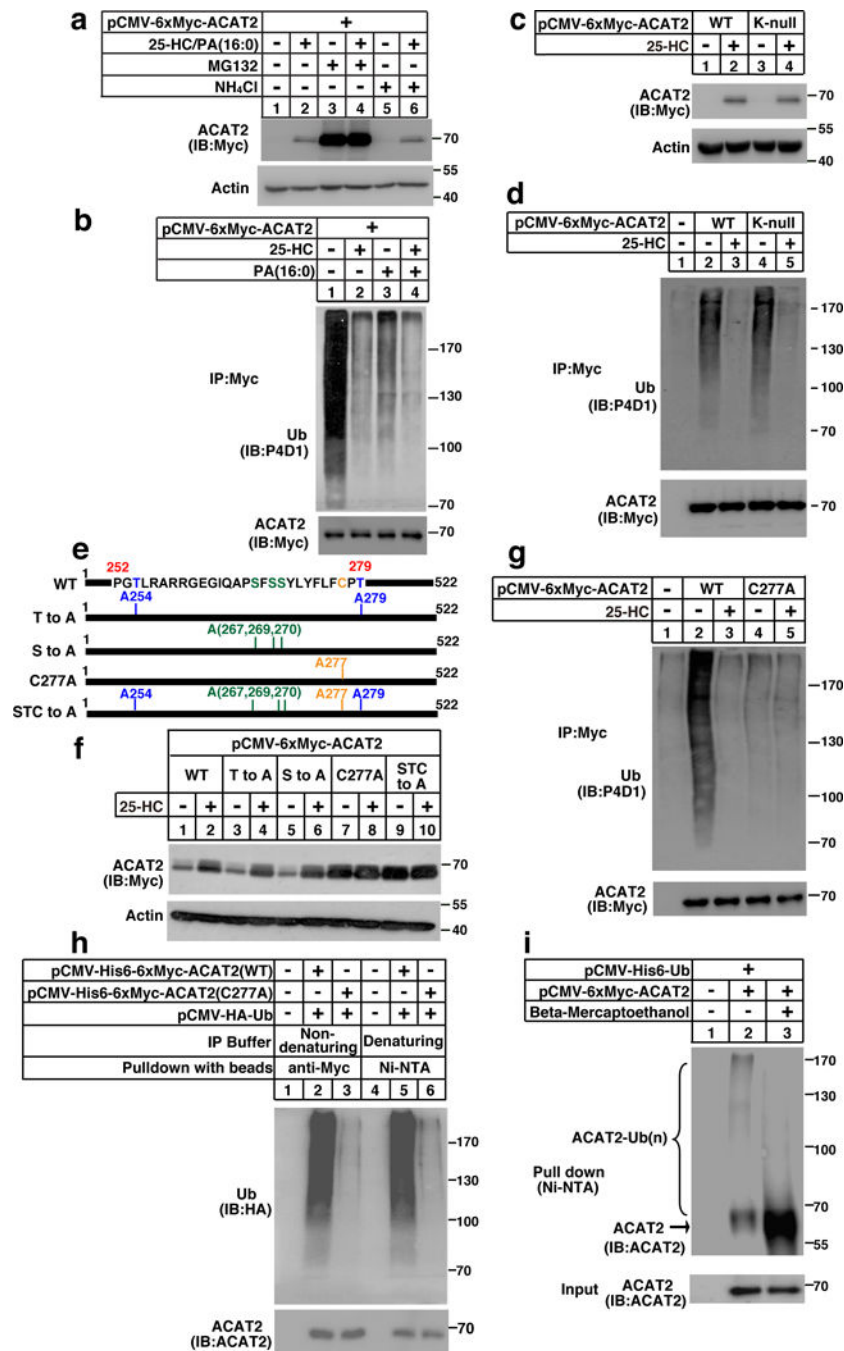 a
pCMV-6xMyc-ACAT2 +
25-HC/PA(16:0) - + - + - +
MG132 - - + + - -
NH₄Cl - - - - + +
1 2 3 4 5 6
ACAT2 (IB:Myc) 70
Actin 55 40
b
pCMV-6xMyc-ACAT2 +
25-HC - + - +
PA(16:0) - - + +
1 2 3 4
IP:Myc
Ub (IB:P4D1)
170
130
100
70
ACAT2 (IB:Myc) 70
c
pCMV-6xMyc-ACAT2 WT K-null
25-HC - + - +
1 2 3 4
ACAT2 (IB:Myc) 70
Actin 55 40
d
pCMV-6xMyc-ACAT2 - WT K-null
25-HC - - + - +
1 2 3 4 5
IP:Myc
Ub (IB:P4D1)
170
130
100
70
ACAT2 (IB:Myc) 70
e
252 279
WT 1 PGTLRARRGEGIQAPSFSSYLYFLFCPT 522
A254 A279
T to A 1 522
A(267,269,270)
S to A 1 522
A277
C277A 1 522
A254 A(267,269,270) A277 A279
STC to A 1 522
f
pCMV-6xMyc-ACAT2
WT T to A S to A C277A STC to A
25-HC - + - + - + - + - +
1 2 3 4 5 6 7 8 9 10
ACAT2 (IB:Myc) 70
Actin 55 40
g
pCMV-6xMyc-ACAT2 - WT C277A
25-HC - - + - +
1 2 3 4 5
IP:Myc
Ub (IB:P4D1)
170
130
100
70
ACAT2 (IB:Myc) 70
h
pCMV-His6-6xMyc-ACAT2(WT) - + - - + -
pCMV-His6-6xMyc-ACAT2(C277A) - - + - - +
pCMV-HA-Ub - + + - + +
IP Buffer Non-denaturing Denaturing
Pulldown with beads anti-Myc Ni-NTA
1 2 3 4 5 6
Ub (IB:HA)
170
130
100
70
ACAT2 (IB:ACAT2) 70
i
pCMV-His6-Ub +
pCMV-6xMyc-ACAT2 - + +
Beta-Mercaptoethanol - - +
1 2 3
ACAT2-Ub(n)
Pull down (Ni-NTA)
ACAT2 (IB:ACAT2)
170
130
100
70
55
Input ACAT2 (IB:ACAT2) 70